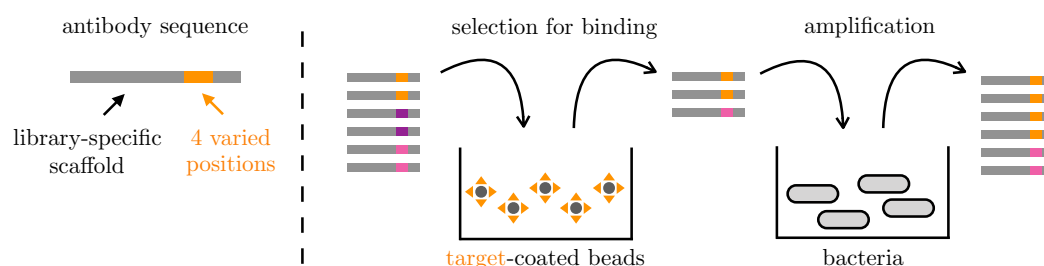 antibody sequence
library-specific
scaffold
4 varied
positions
selection for binding
target-coated beads
amplification
bacteria